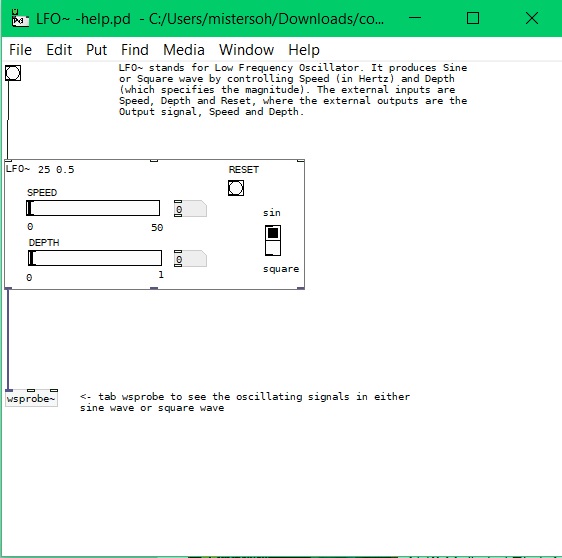 LFO~ -help.pd - C:/Users/mistersoh/Downloads/co...
File Edit Put Find Media Window Help
LFO~ stands for Low Frequency Oscillator. It produces Sine
or Square wave by controlling Speed (in Hertz) and Depth
(which specifies the magnitude). The external inputs are
Speed, Depth and Reset, where the external outputs are the
Output signal, Speed and Depth.
LFO~ 25 0.5
RESET
SPEED
0
0
50
sin
DEPTH
0
0
1
square
wsprobe~
<- tab wsprobe to see the oscillating signals in either
sine wave or square wave